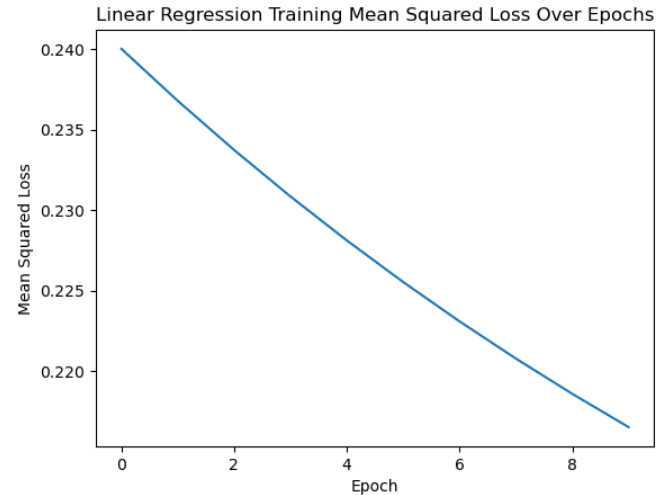 Linear Regression Training Mean Squared Loss Over Epochs
0.240
0.235
0.230
0.225
0.220
Mean Squared Loss
0 2 4 6 8
Epoch